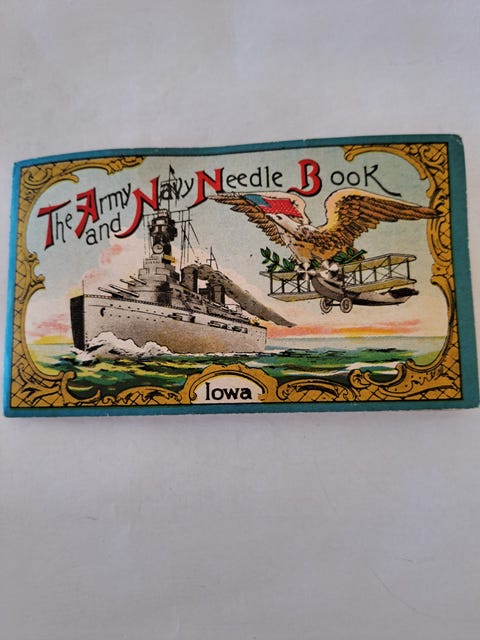 The Army and Navy Needle Book
Iowa